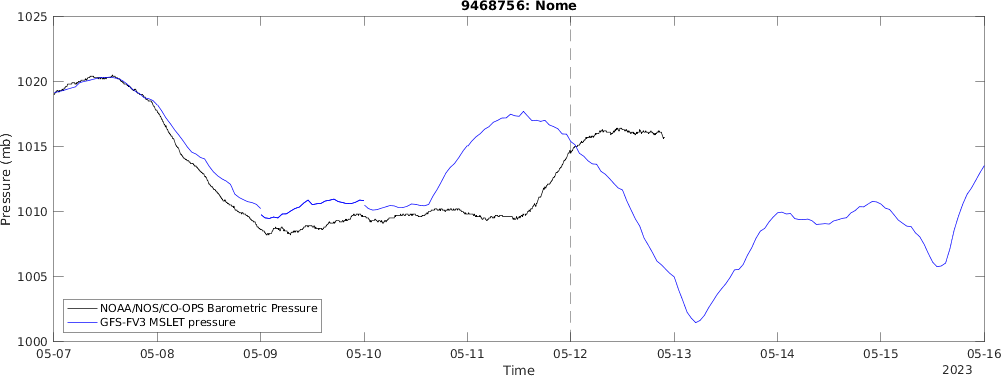 9468756: Nome
1025
1020
1015
1010
1005
1000
Pressure (mb)
NOAA/NOS/CO-OPS Barometric Pressure
GFS-FV3 MSLET pressure
05-07 05-08 05-09 05-10 05-11 05-12 05-13 05-14 05-15 05-16
Time
2023